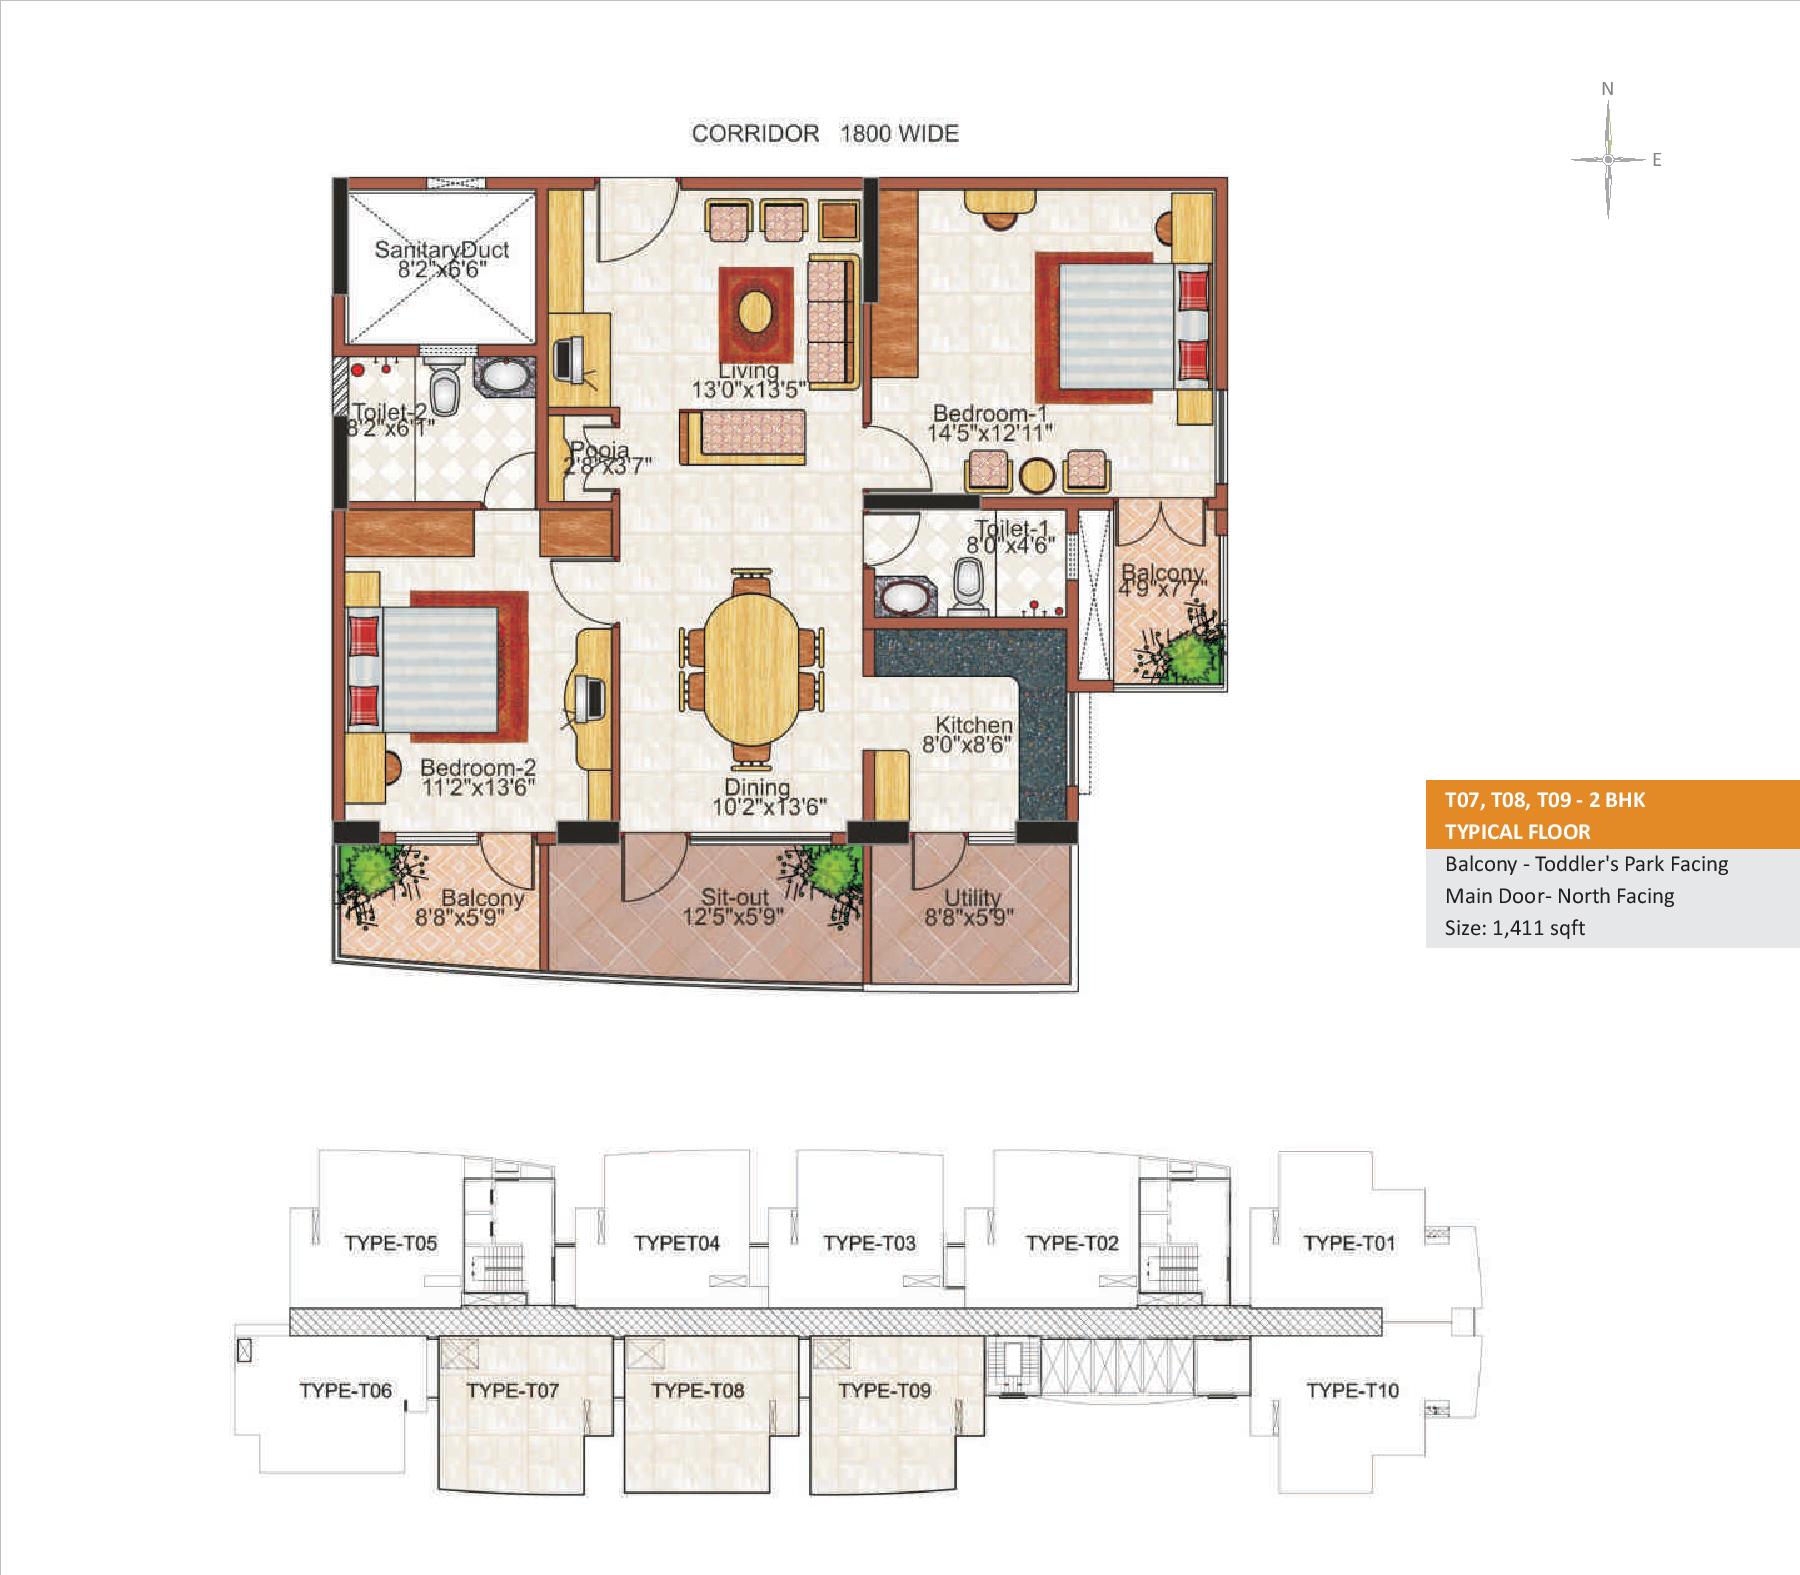 N
E
CORRIDOR 1800 WIDE
SanitaryDuct
8'2"x6'6"
Living
13'0"x13'5"
Toilet-2
8'2"x6'1"
Pooja
2'8"x3'7"
Bedroom-1
14'5"x12'11"
Toilet-1
8'0"x4'6"
Balcony
4'9"x7'7"
Kitchen
8'0"x8'6"
Bedroom-2
11'2"x13'6"
Dining
10'2"x13'6"
Balcony
8'8"x5'9"
Sit-out
12'5"x5'9"
Utility
8'8"x5'9"
T07, T08, T09 - 2 BHK
TYPICAL FLOOR
Balcony - Toddler's Park Facing
Main Door- North Facing
Size: 1,411 sqft
TYPE-T05
TYPET04
TYPE-T03
TYPE-T02
TYPE-T01
TYPE-T06
TYPE-T07
TYPE-T08
TYPE-T09
TYPE-T10